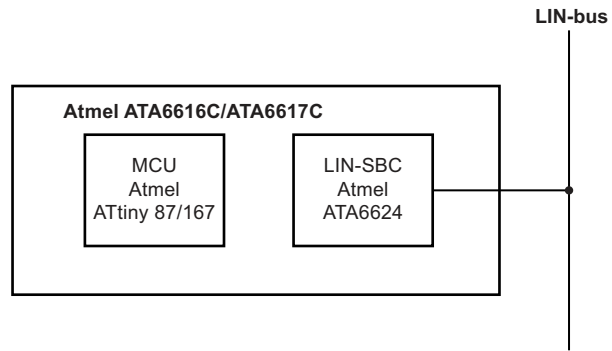 LIN-bus
Atmel ATA6616C/ATA6617C
MCU
Atmel
ATtiny 87/167
LIN-SBC
Atmel
ATA6624